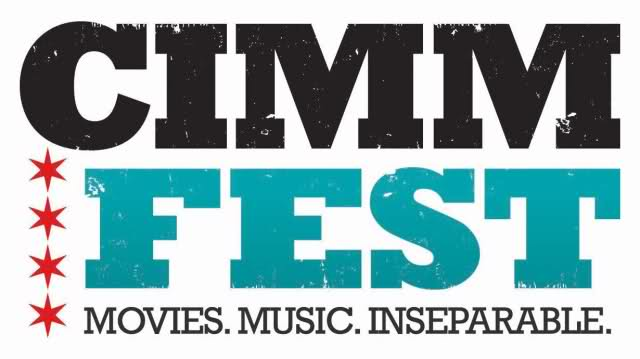 CIMM
FEST
MOVIES. MUSIC. INSEPARABLE.